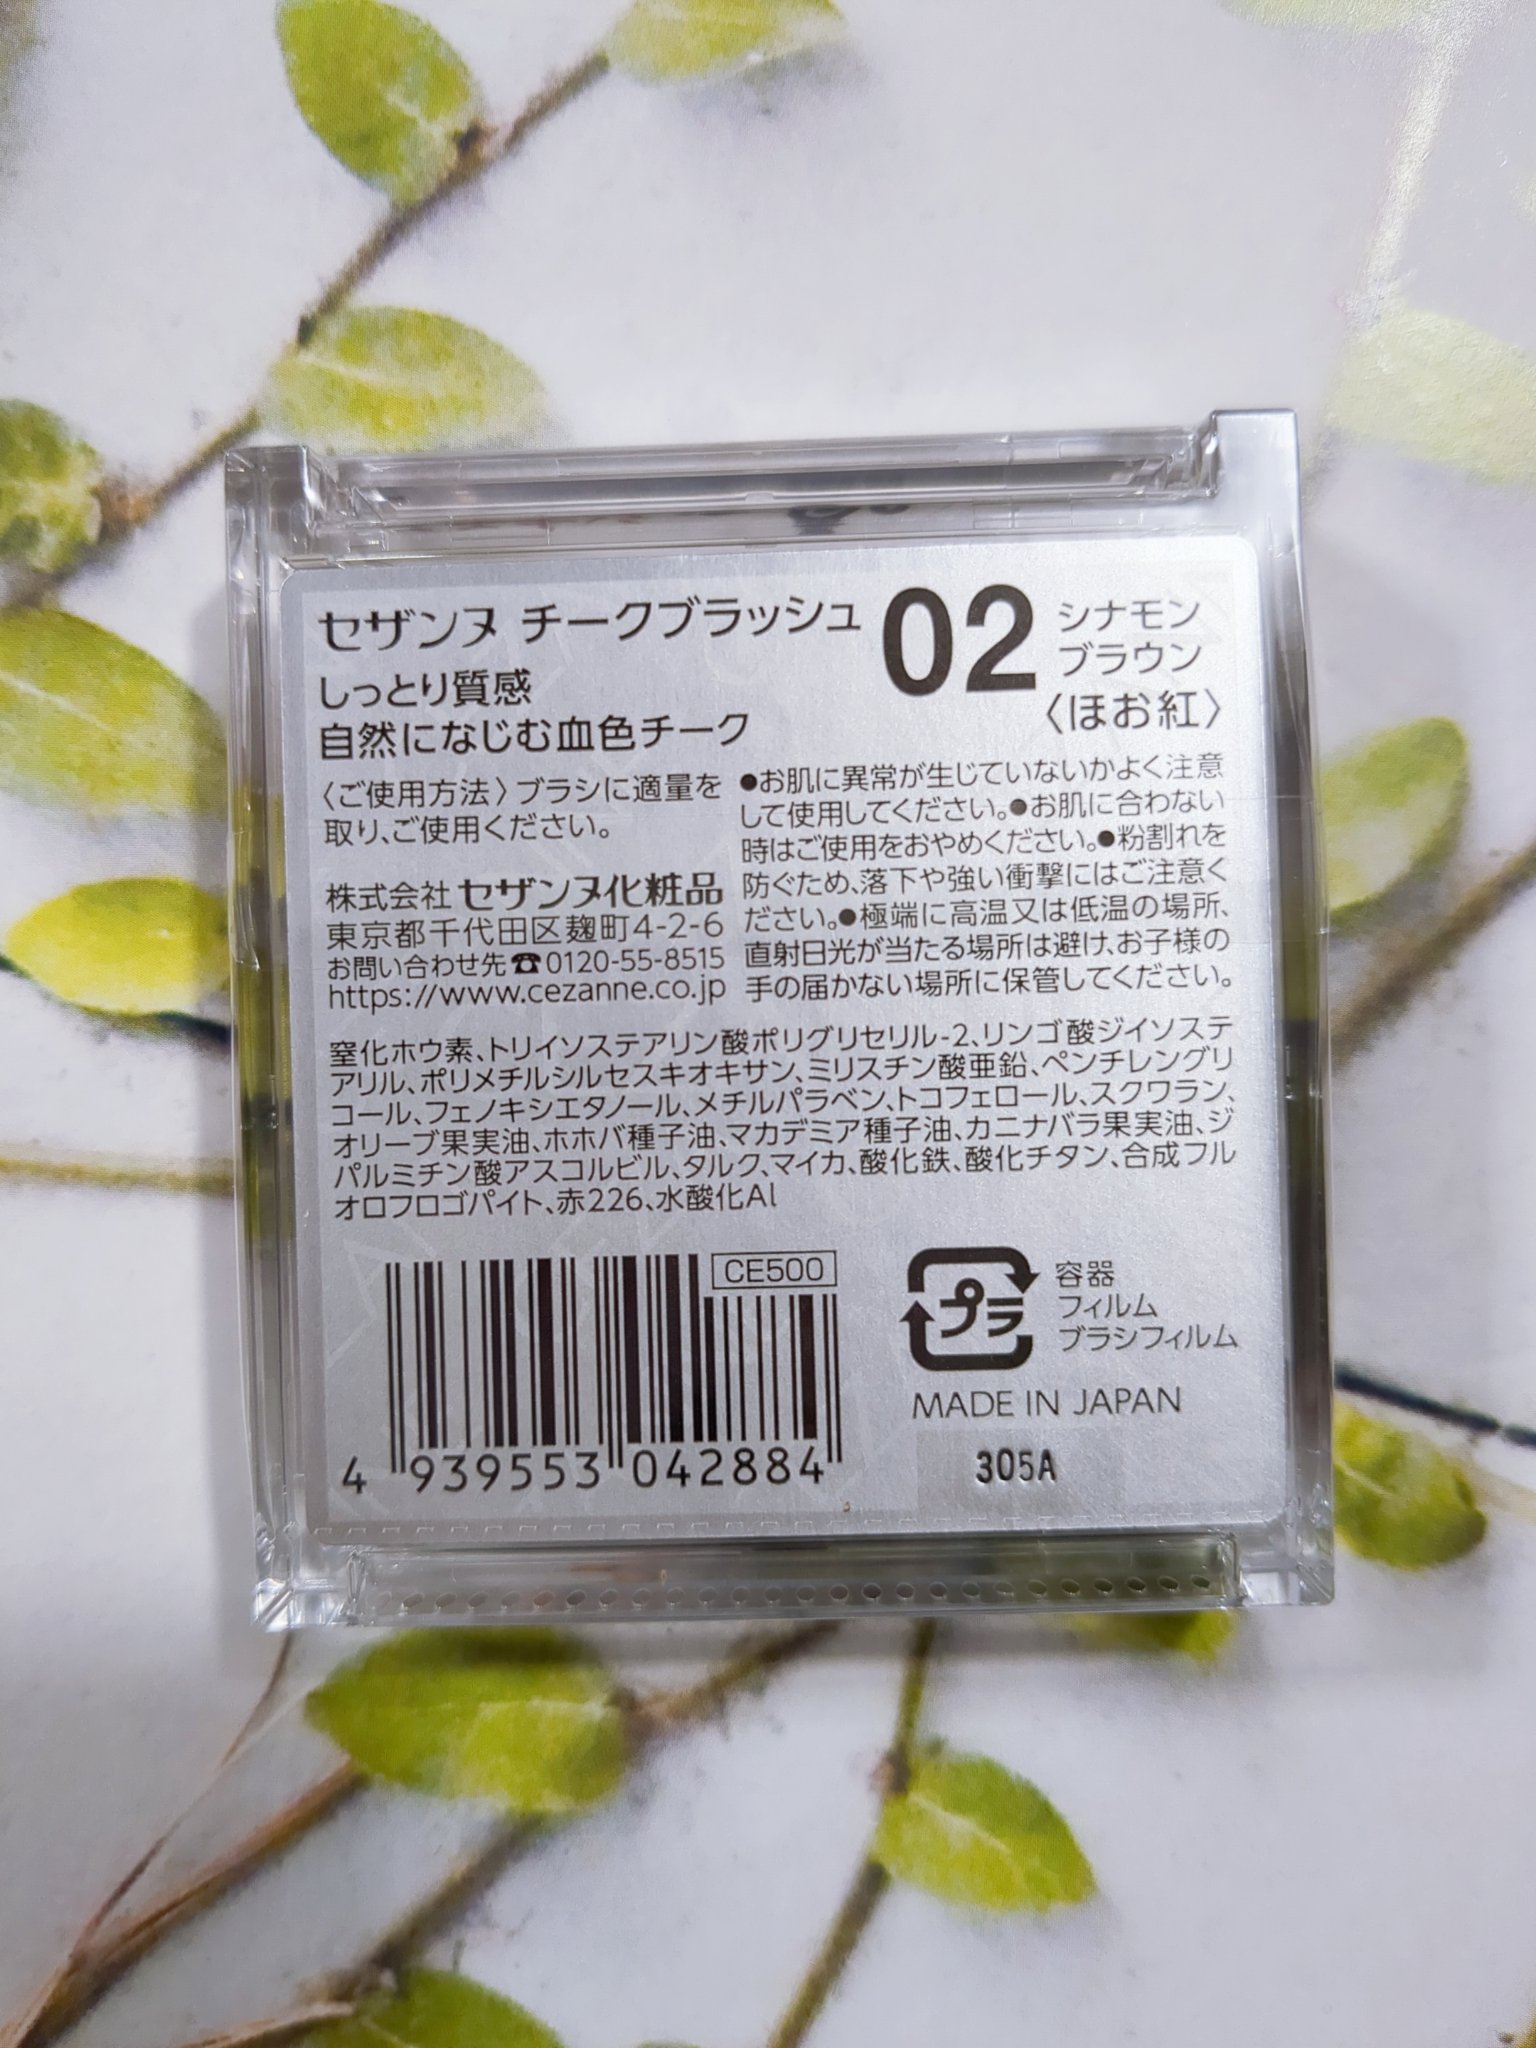 セザンヌ チークブラッシュ
02
シナモン
ブラウン
〈ほお紅〉
しっとり質感
自然になじむ血色チーク
〈ご使用方法〉ブラシに適量を
取り、ご使用ください。
株式会社 セザンヌ化粧品
東京都千代田区麹町4-2-6
お問い合わせ先☎0120-55-8515
https://www.cezanne.co.jp
●お肌に異常が生じていないかよく注意
して使用してください。●お肌に合わない
時はご使用をおやめください。●粉割れを
防ぐため、落下や強い衝撃にはご注意く
ださい。●極端に高温又は低温の場所、
直射日光が当たる場所は避け、お子様の
手の届かない場所に保管してください。
窒化ホウ素、トリイソステアリン酸ポリグリセリル-2、リンゴ酸ジイソステ
アリル、ポリメチルシルセスキオキサン、ミリスチン酸亜鉛、ペンチレングリ
コール、フェノキシエタノール、メチルパラベン、トコフェロール、スクワラン、
オリーブ果実油、ホホバ種子油、マカデミア種子油、カニナバラ果実油、ジ
パルミチン酸アスコルビル、タルク、マイカ、酸化鉄、酸化チタン、合成フル
オロフロゴパイト、赤226、水酸化Al
CE500
4 939553 042884
プラ
容器
フィルム
ブラシフィルム
MADE IN JAPAN
305A